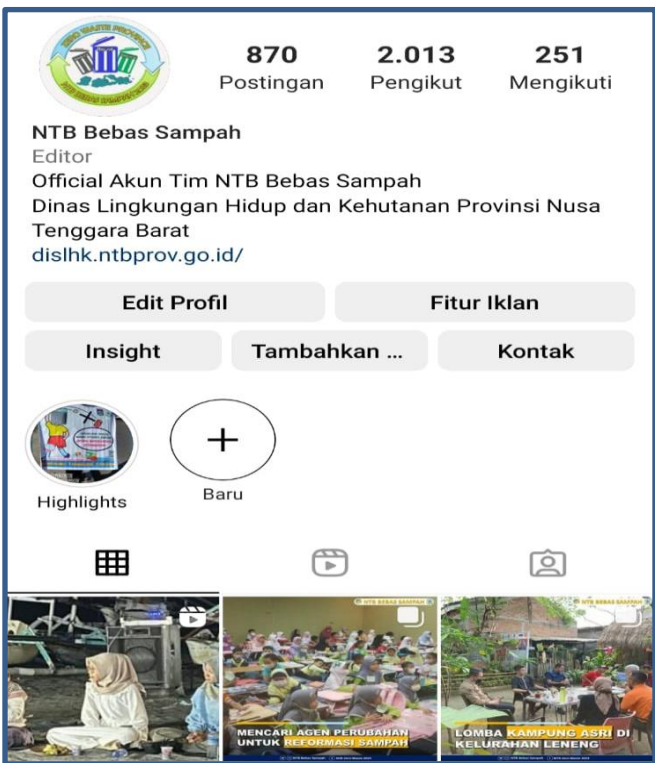 ZERO WASTE PROVINCE
870 2.013 251
Postingan Pengikut Mengikuti
NTB Bebas Sampah
Editor
Official Akun Tim NTB Bebas Sampah
Dinas Lingkungan Hidup dan Kehutanan Provinsi Nusa
Tenggara Barat
dislhk.ntbprov.go.id/
Edit Profil Fitur Iklan
Insight Tambahkan ... Kontak
Highlights
Baru
NTB BEBAS SAMPAH
NTB BEBAS SAMPAH
MENCARI AGEN PERUBAHAN
UNTUK REFORMASI SAMPAH
LOMBA KAMPUNG ASRI DI
KELURAHAN LENENG